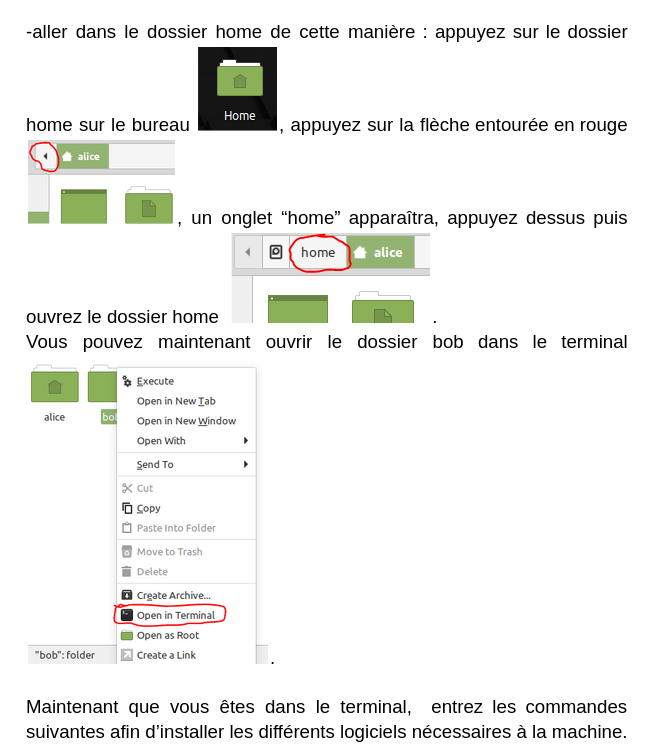 -aller dans le dossier home de cette manière : appuyez sur le dossier
Home
home sur le bureau , appuyez sur la flèche entourée en rouge
alice
, un onglet “home” apparaîtra, appuyez dessus puis
home alice
ouvrez le dossier home .
Vous pouvez maintenant ouvrir le dossier bob dans le terminal
alice
Execute
Open in New Tab
Open in New Window
Open With
Send To
Cut
Copy
Paste Into Folder
Move to Trash
Delete
Create Archive...
Open in Terminal
Open as Root
"bob": folder
Create a Link
.
Maintenant que vous êtes dans le terminal, entrez les commandes
suivantes afin d’installer les différents logiciels nécessaires à la machine.